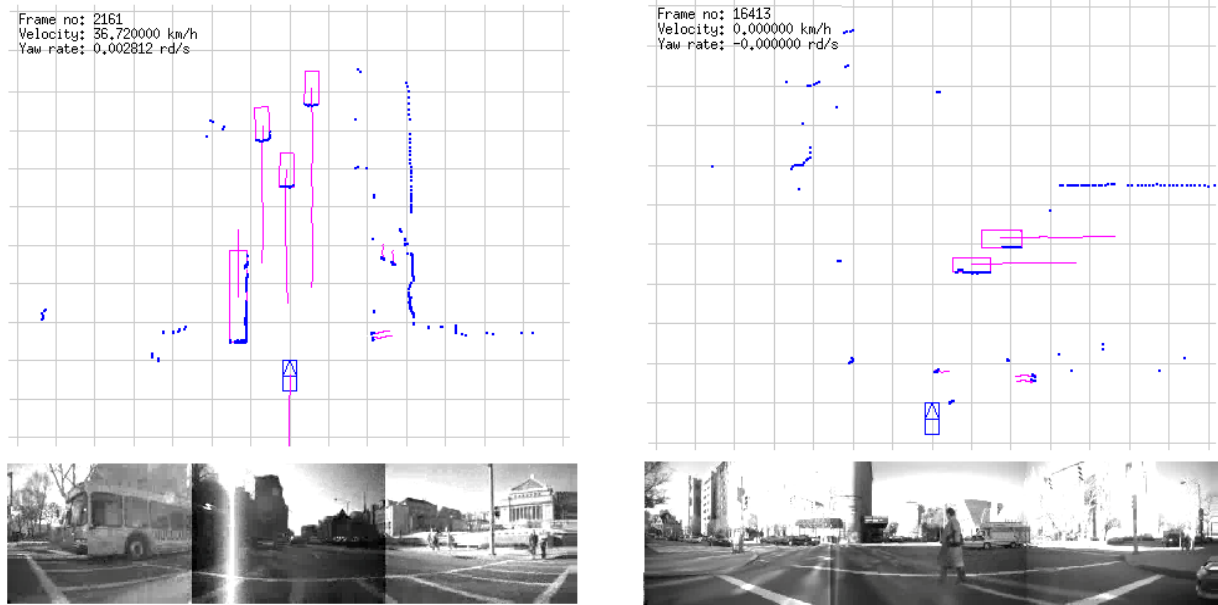 Frame no: 2161
Velocity: 36.720000 km/h
Yaw rate: 0.002812 rd/s
Frame no: 16413
Velocity: 0.000000 km/h
Yaw rate: -0.000000 rd/s